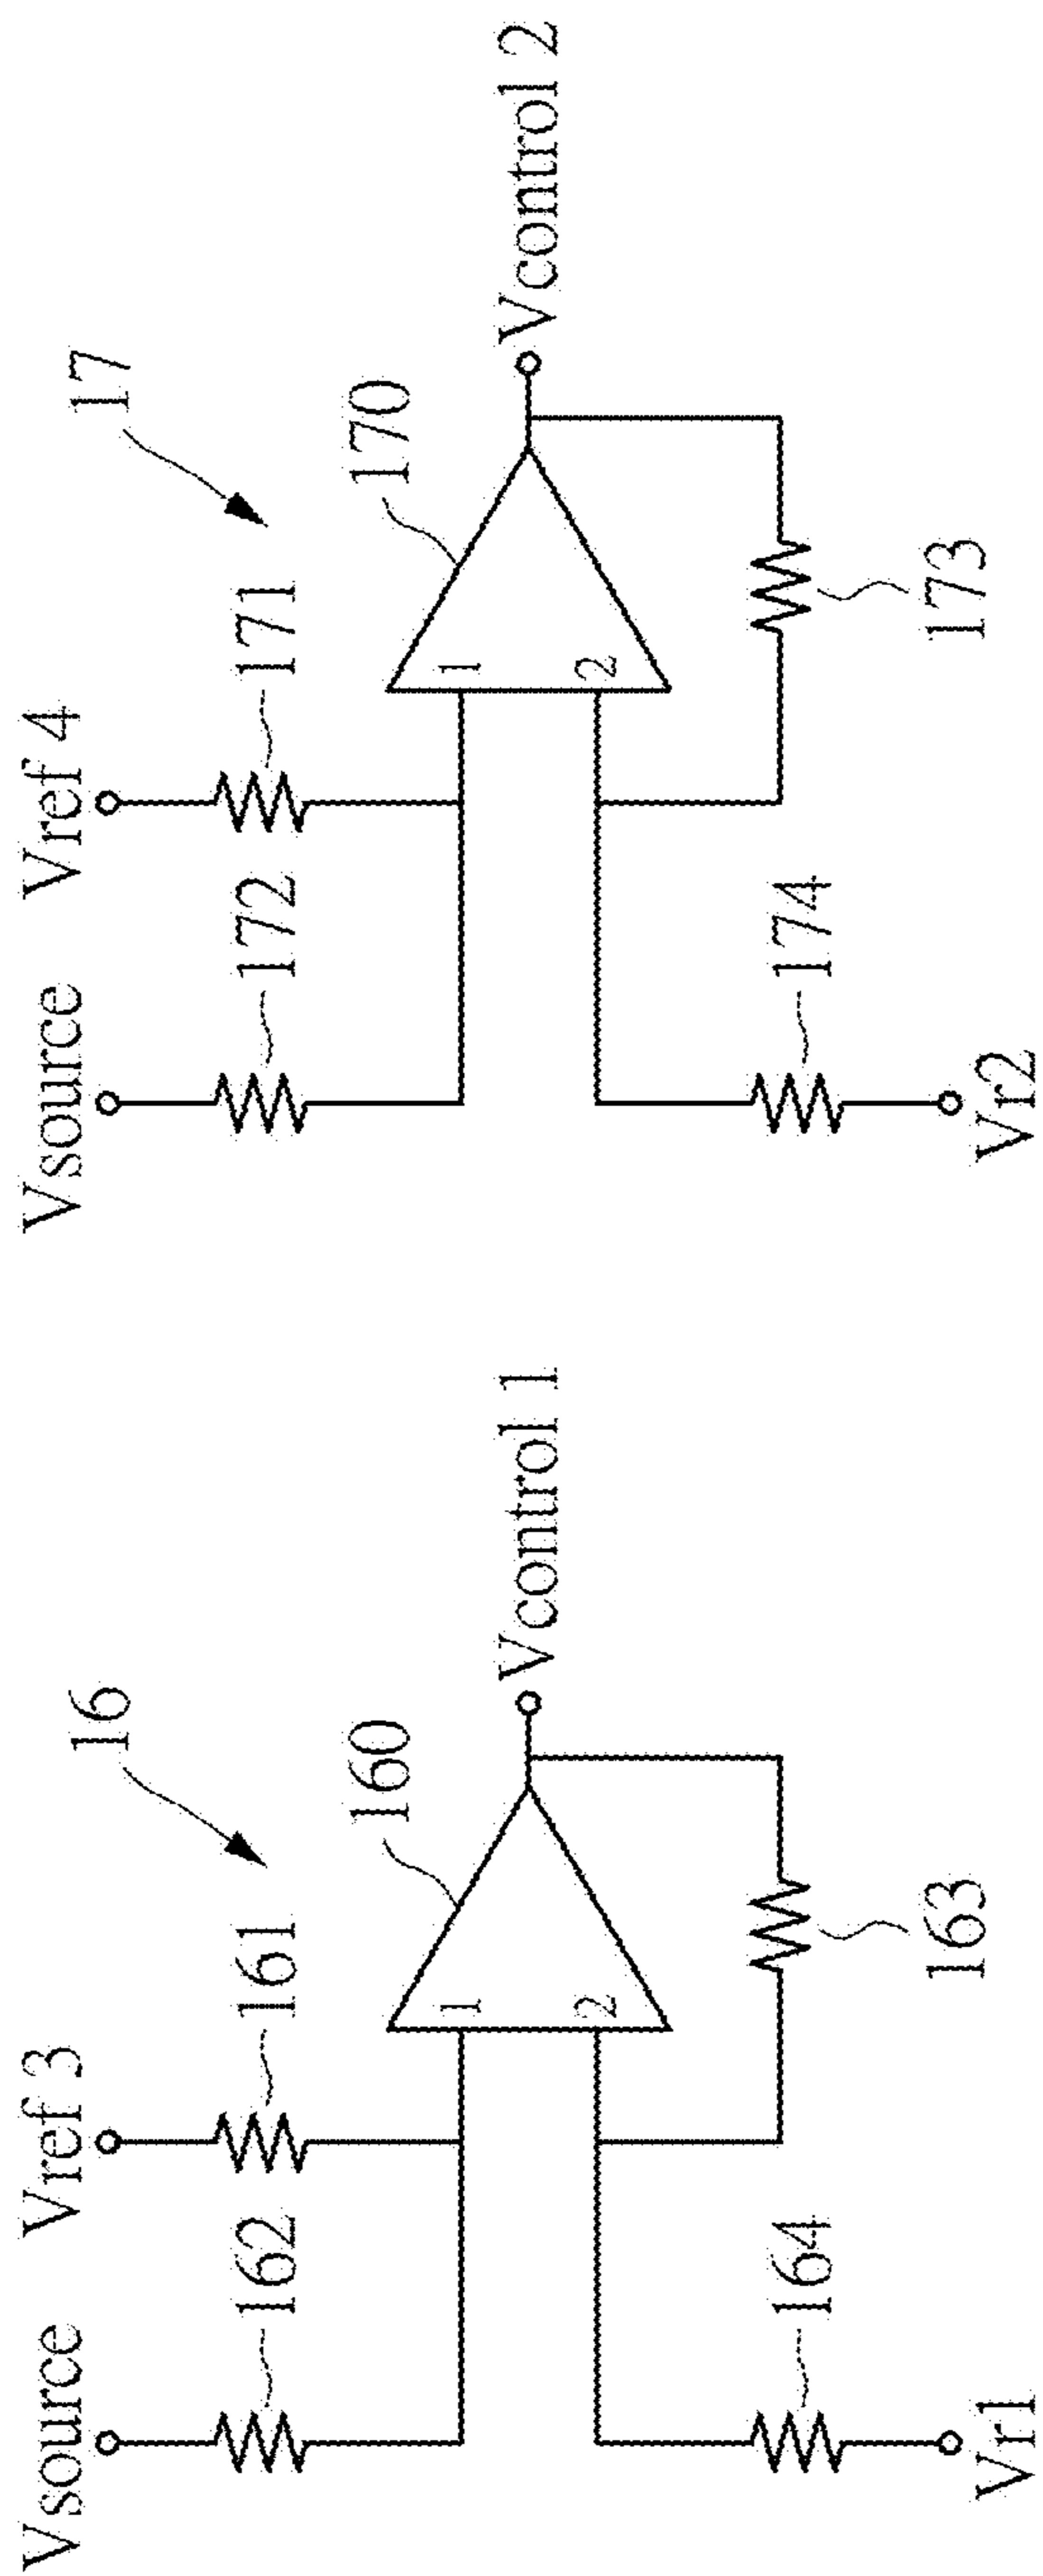 Vsource Vref 3
16
162
161
160
1
2
Vcontrol 1
164
163
Vr1
Vsource Vref 4
17
172
171
170
1
2
Vcontrol 2
174
173
Vr2